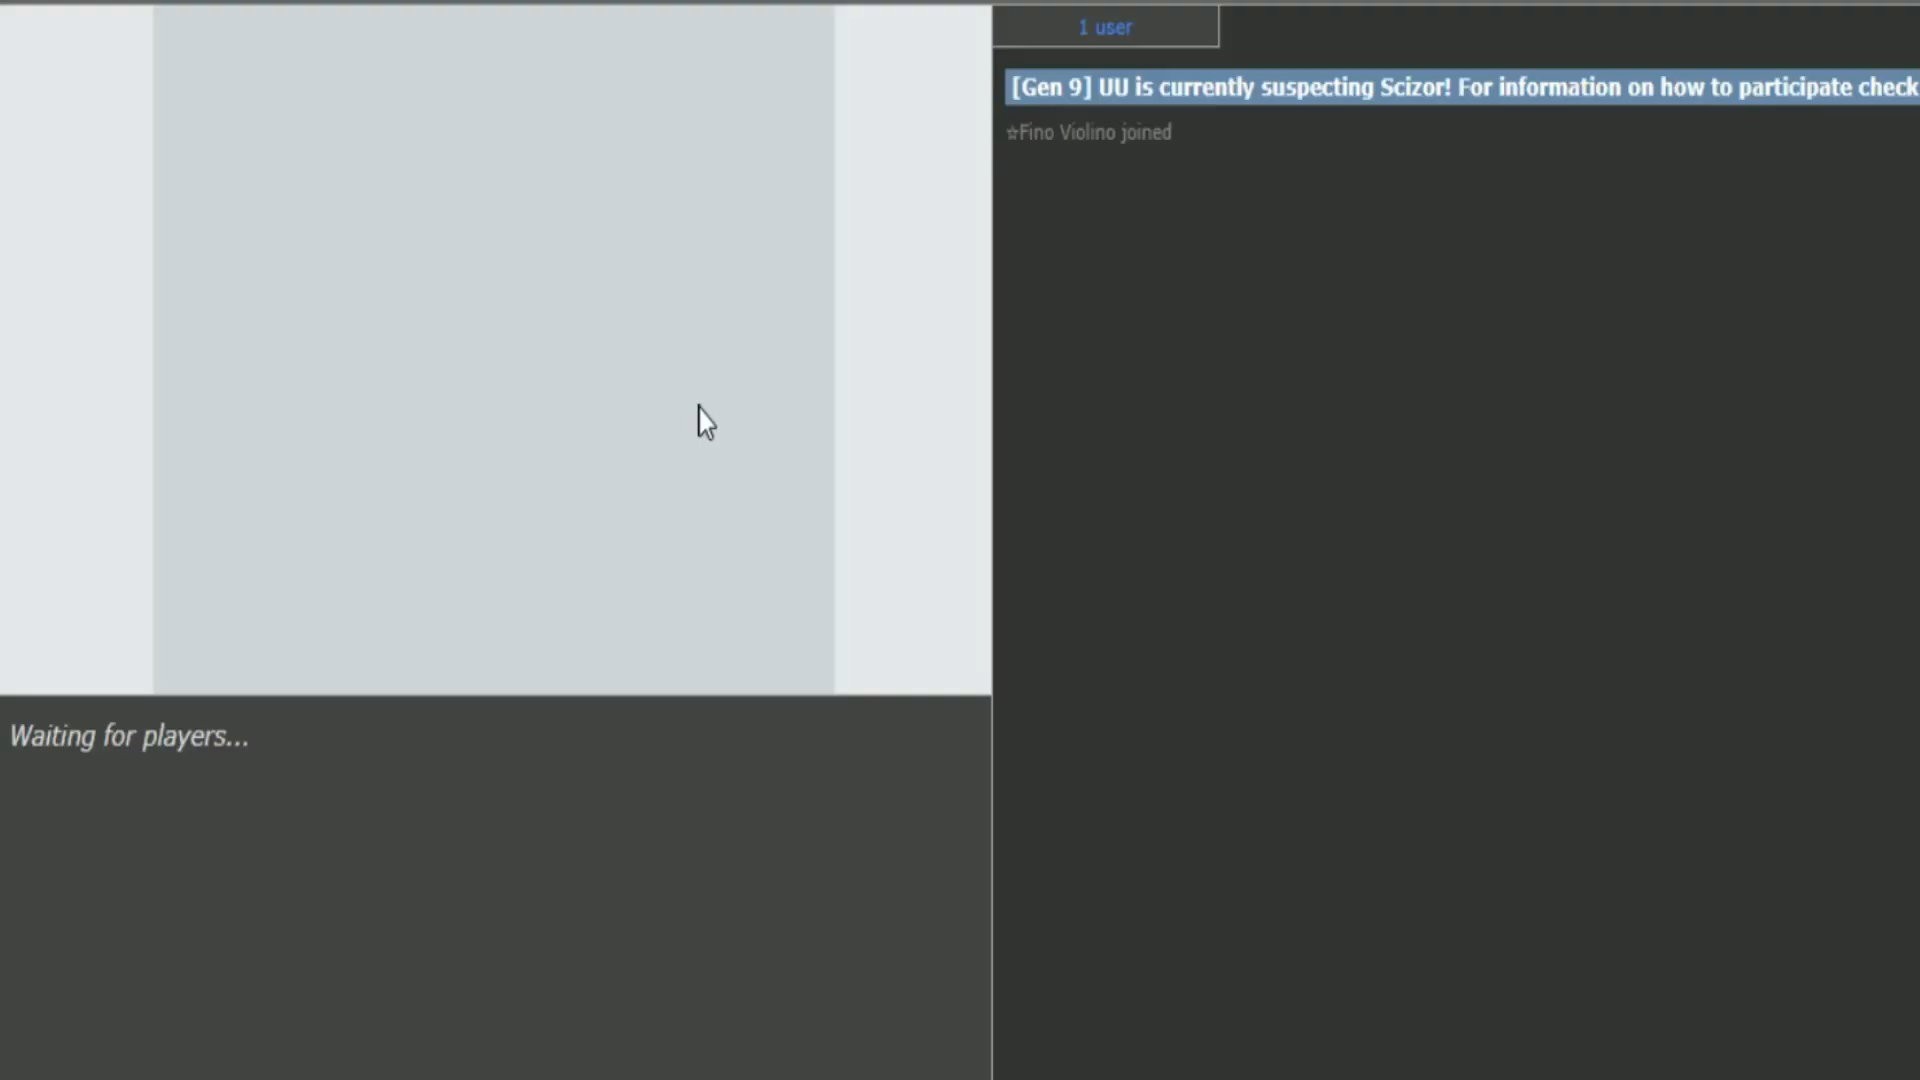 1 user
[Gen 9] UU is currently suspecting Scizor! For information on how to participate check
☆Fino Violino joined
Waiting for players...